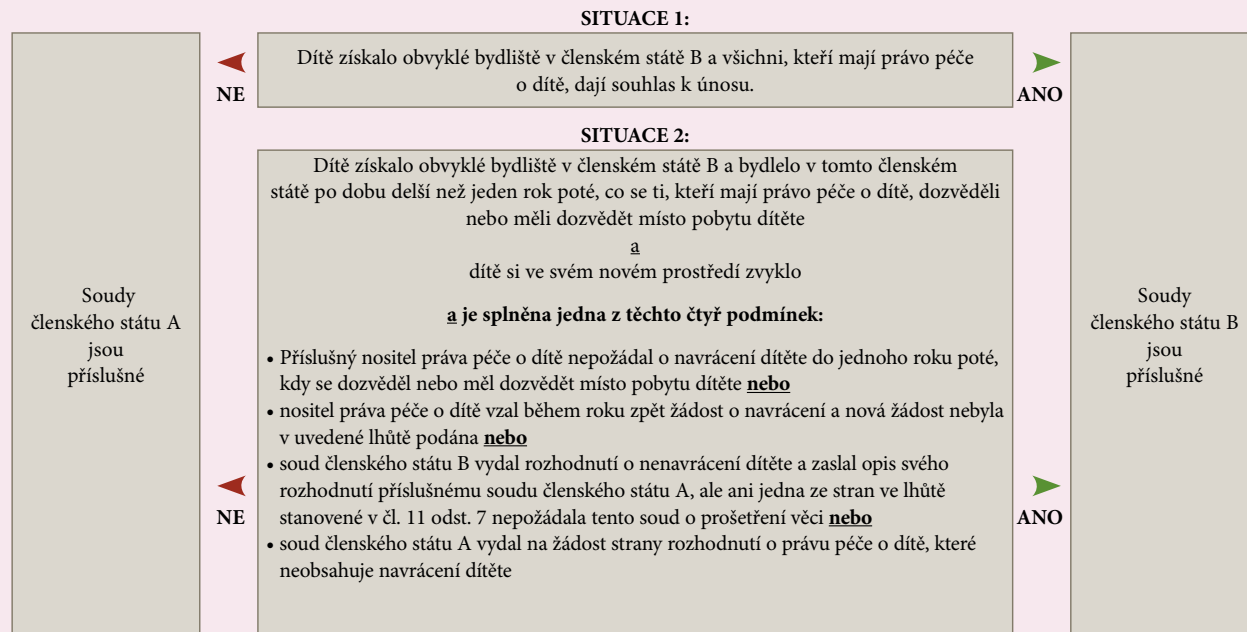 SITUACE 1:
Dítě získalo obvyklé bydliště v členském státě B a všichni, kteří mají právo péče
o dítě, dají souhlas k únosu.
NE
ANO
SITUACE 2:
Dítě získalo obvyklé bydliště v členském státě B a bydlelo v tomto členském
státě po dobu delší než jeden rok poté, co se ti, kteří mají právo péče o dítě, dozvěděli
nebo měli dozvědět místo pobytu dítěte
a
dítě si ve svém novém prostředí zvyklo
a je splněna jedna z těchto čtyř podmínek:
• Příslušný nositel práva péče o dítě nepožádal o navrácení dítěte do jednoho roku poté,
kdy se dozvěděl nebo měl dozvědět místo pobytu dítěte nebo
• nositel práva péče o dítě vzal během roku zpět žádost o navrácení a nová žádost nebyla
v uvedené lhůtě podána nebo
• soud členského státu B vydal rozhodnutí o nenavrácení dítěte a zaslal opis svého
rozhodnutí příslušnému soudu členského státu A, ale ani jedna ze stran ve lhůtě
stanovené v čl. 11 odst. 7 nepožádala tento soud o prošetření věci nebo
• soud členského státu A vydal na žádost strany rozhodnutí o právu péče o dítě, které
neobsahuje navrácení dítěte
NE
ANO
Soudy
členského státu A
jsou
příslušné
Soudy
členského státu B
jsou
příslušné